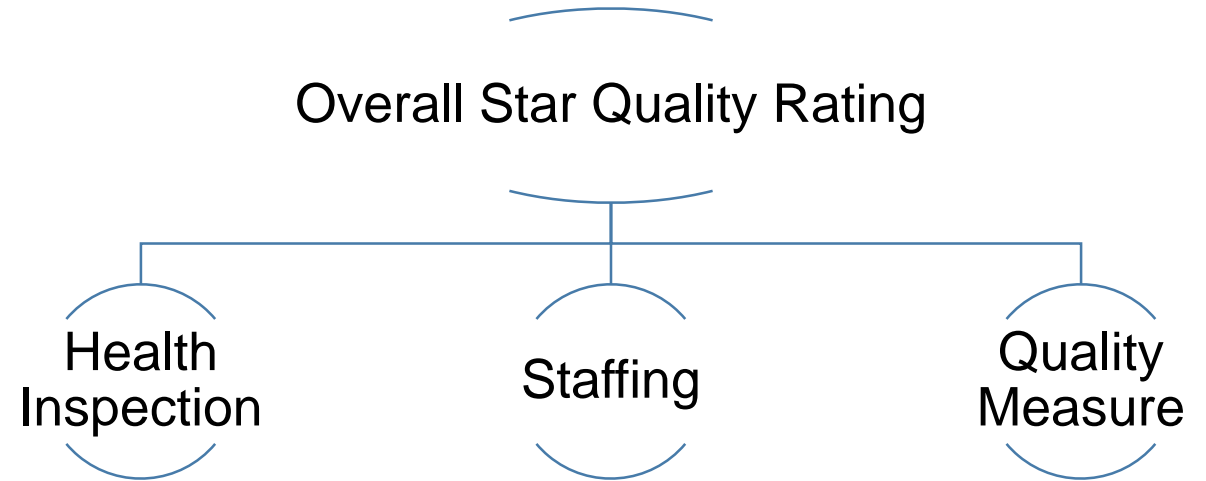 Overall Star Quality Rating
Health
Inspection
Staffing
Quality
Measure